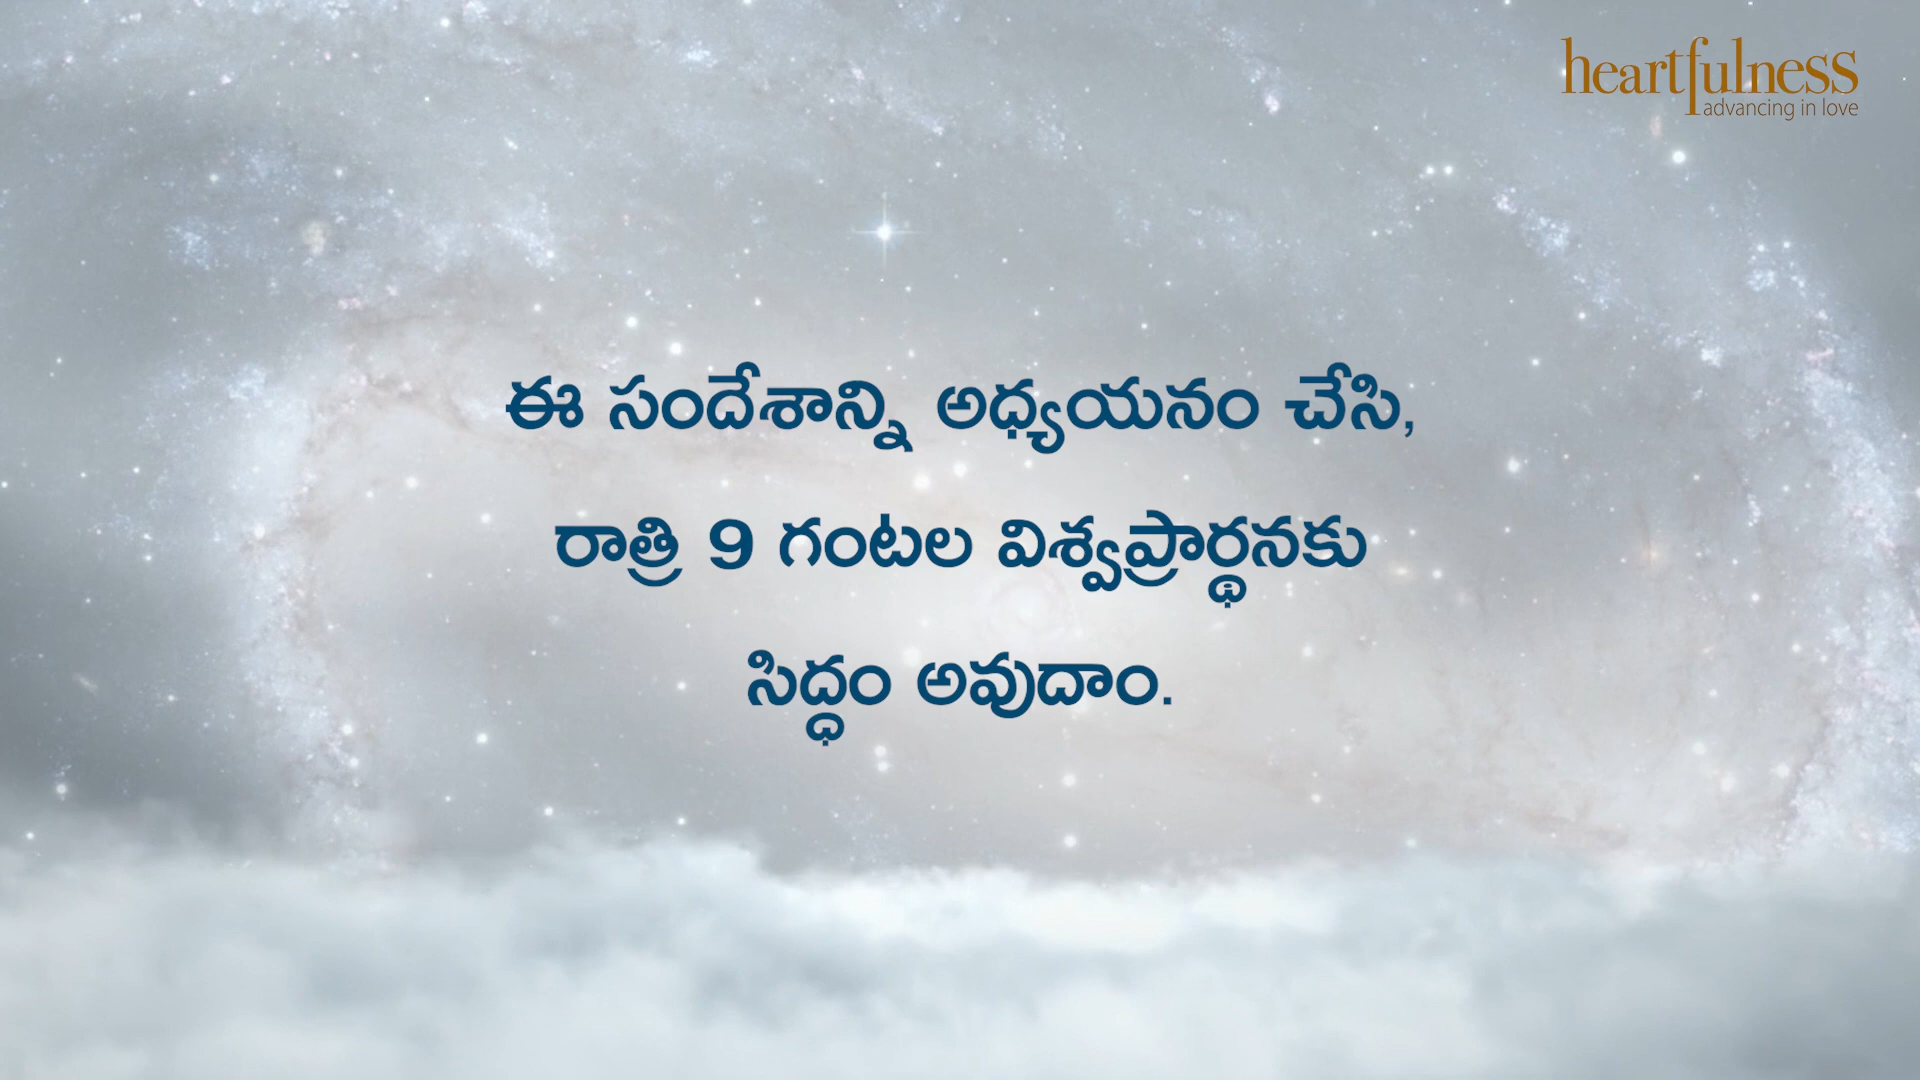 heartfulness
advancing in love
ఈ సందేశాన్ని అధ్యయనం చేసి,
రాత్రి 9 గంటల విశ్వప్రార్థనకు
సిద్ధం అవుదాం.